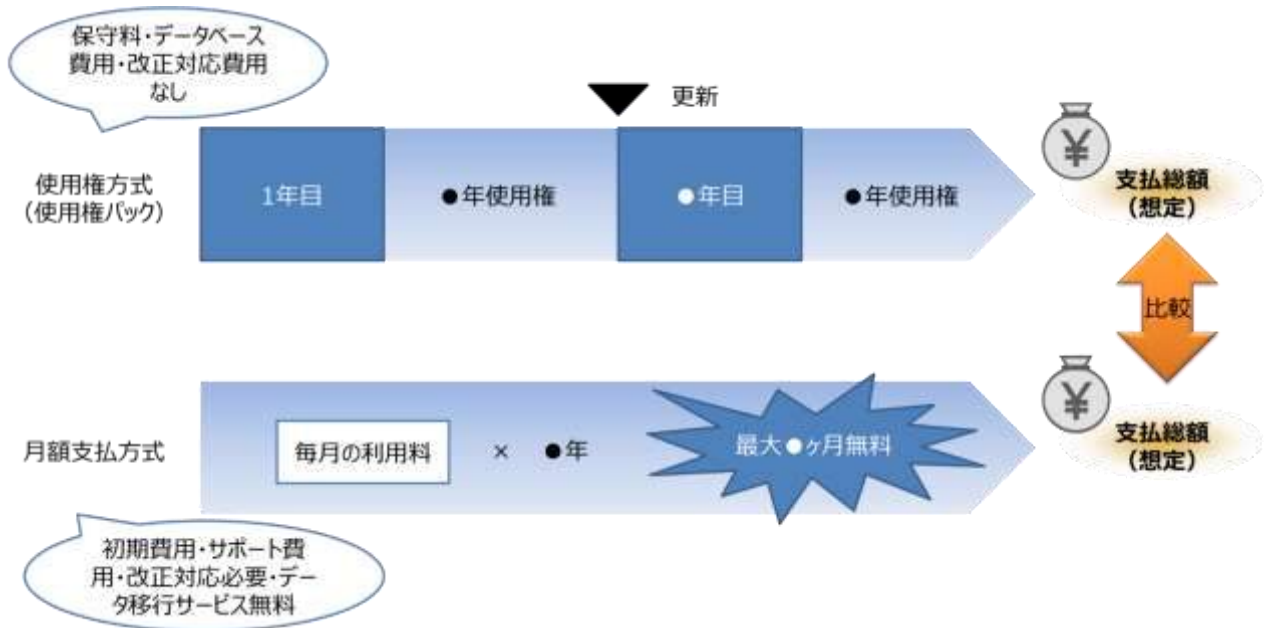 保守料・データベース
費用・改正対応費用
なし
更新
使用権方式
(使用権パック)
1年目
●年使用権
●年目
●年使用権
¥
支払総額
(想定)
比較
月額支払方式
毎月の利用料
×
●年
最大●ヶ月無料
¥
支払総額
(想定)
初期費用・サポート費
用・改正対応必要・デー
タ移行サービス無料